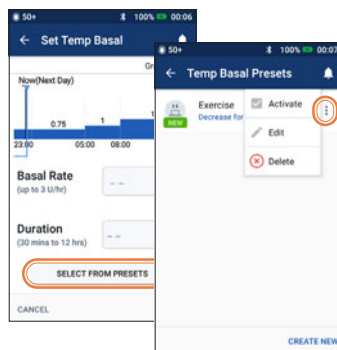 50+ 100% 00:06
Set Temp Basal
Now(Next Day)
0.75 1
23:00 05:00 08:00
Basal Rate
(up to 3 U/hr)
--
Duration
(30 mins to 12 hrs)
--
SELECT FROM PRESETS
CANCEL
50+ 100% 00:07
Temp Basal Presets
Exercise
Decrease for
NEW
Activate
Edit
Delete
CREATE NEW